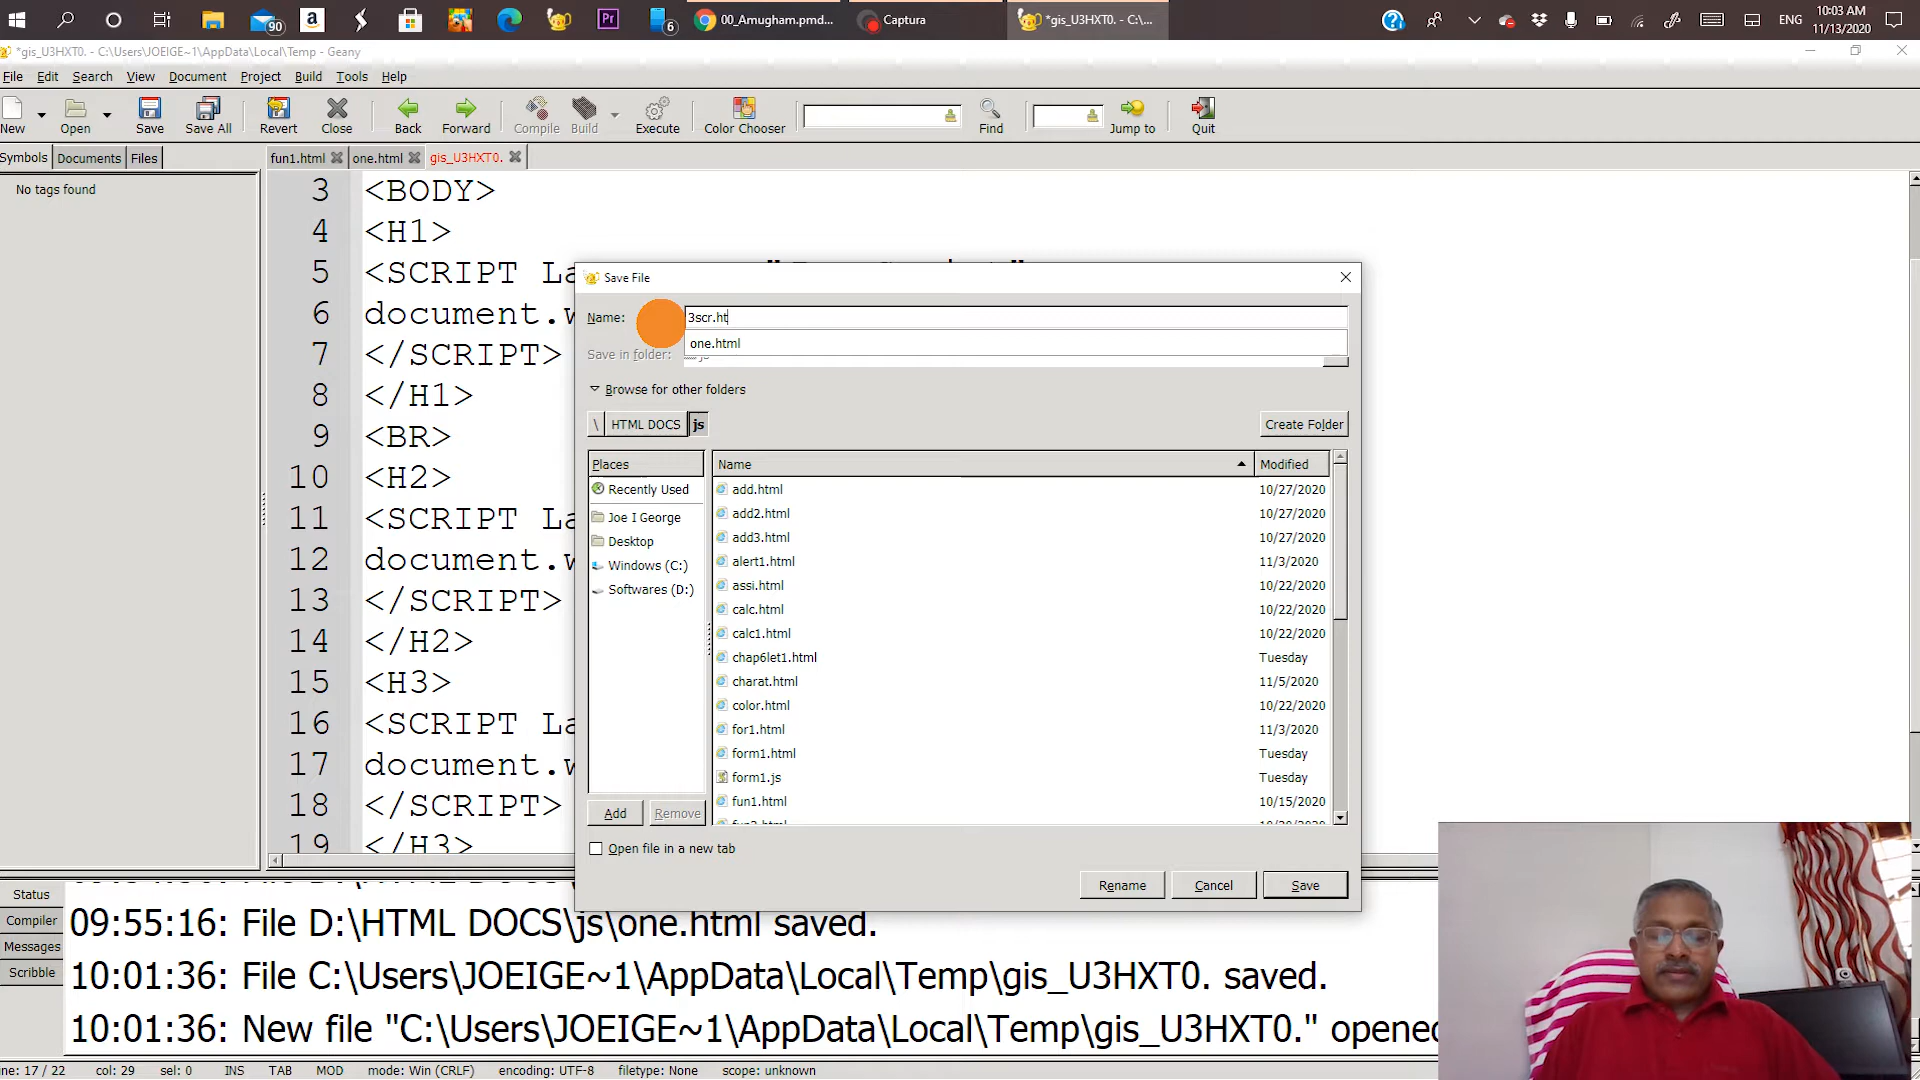 90
a
Pr
6
00_Amugham.pmd...
Captura
*gis_U3HXT0. - C:\...
ENG
10:03 AM
11/13/2020
*gis_U3HXT0. - C:\Users\JOEIGE~1\AppData\Local\Temp - Geany
File Edit Search View Document Project Build Tools Help
New Open Save Save All Revert Close Back Forward Compile Build Execute Color Chooser Find Jump to Quit
Symbols Documents Files
fun1.html one.html gis_U3HXT0.
No tags found
3 <BODY>
4 <H1>
5 <SCRIPT La
6 document.w
7 </SCRIPT>
8 </H1>
9 <BR>
10 <H2>
11 <SCRIPT La
12 document.w
13 </SCRIPT>
14 </H2>
15 <H3>
16 <SCRIPT La
17 document.w
18 </SCRIPT>
19 </H3>
Save File
Name: 3scr.ht
one.html
Save in folder: js
Browse for other folders
\ HTML DOCS js
Create Folder
Places
Recently Used
Joe I George
Desktop
Windows (C:)
Softwares (D:)
Add Remove
Name Modified
add.html 10/27/2020
add2.html 10/27/2020
add3.html 10/27/2020
alert1.html 11/3/2020
assi.html 10/22/2020
calc.html 10/22/2020
calc1.html 10/22/2020
chap6let1.html Tuesday
charat.html 11/5/2020
color.html 10/22/2020
for1.html 11/3/2020
form1.html Tuesday
form1.js Tuesday
fun1.html 10/15/2020
Open file in a new tab
Rename Cancel Save
Status
Compiler
Messages
Scribble
09:55:16: File D:\HTML DOCS\js\one.html saved.
10:01:36: File C:\Users\JOEIGE~1\AppData\Local\Temp\gis_U3HXT0. saved.
10:01:36: New file "C:\Users\JOEIGE~1\AppData\Local\Temp\gis_U3HXT0." opened
ine: 17 / 22 col: 29 sel: 0 INS TAB MOD mode: Win (CRLF) encoding: UTF-8 filetype: None scope: unknown